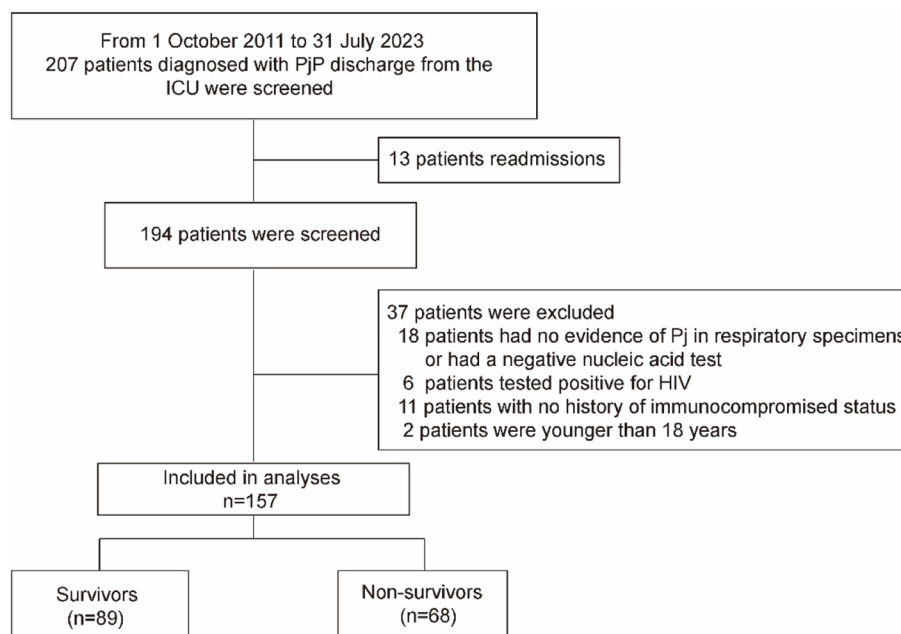 From 1 October 2011 to 31 July 2023
207 patients diagnosed with PjP discharge from the
ICU were screened
13 patients readmissions
194 patients were screened
37 patients were excluded
18 patients had no evidence of Pj in respiratory specimens
or had a negative nucleic acid test
6 patients tested positive for HIV
11 patients with no history of immunocompromised status
2 patients were younger than 18 years
Included in analyses
n=157
Survivors
(n=89)
Non-survivors
(n=68)